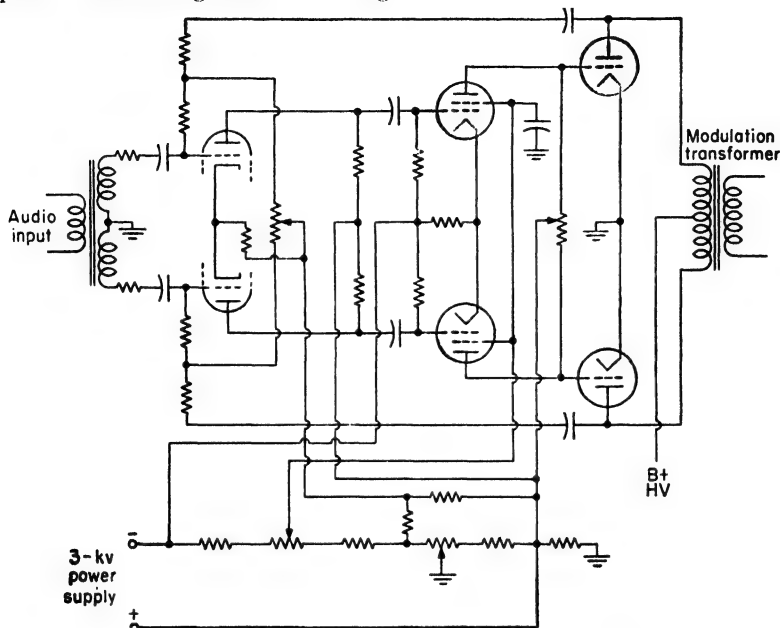 Audio
input
Modulation
transformer
B+
HV
−
3-kv
power
supply
+